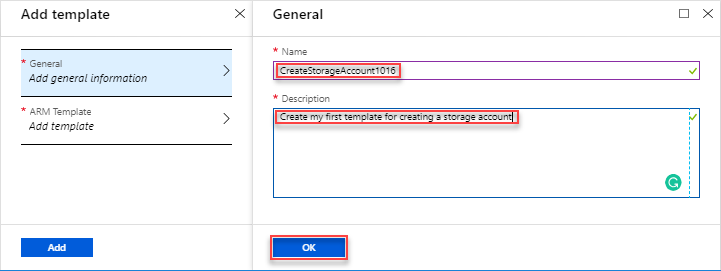 Add template
* General
Add general information
* ARM Template
Add template
Add
General
* Name
CreateStorageAccount1016
* Description
Create my first template for creating a storage account
OK